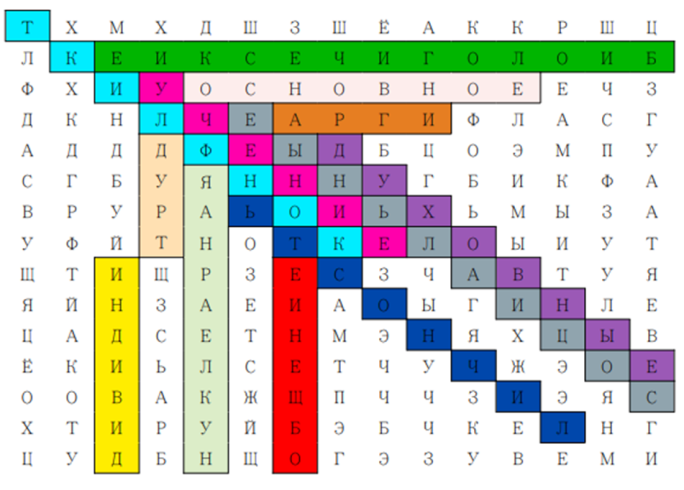 Т Х М Х Д Ш З Ш Ё А К К Р Ш Ц
Л К Е И К С Е Ч И Г О Л О И Б
Ф Х И У О С Н О В Н О Е Е Ч З
Д К Н Л Ч Е А Р Г И Ф Л А С Г
А Д Д Д Ф Е Ы Д Б Ц О Э М П У
С Г Б У Я Н Н Н У Г Б И К Ф А
В Р У Р А Ь О И Ь Х Ь М Ы З А
У Ф Й Т Н О Т К Е Л О Ы И У Т
Щ Т И Щ Р З Е С З Ч А В Т У Я
Я Й Н З А Е И А О Ы Г И Н Л Е
Ц А Д С Е Т Н М Э Н Я Х Ц Ы В
Ё К И Ь Л С Е Т Ч У Ч Ж Э О Е
О О В А К Ж Щ П Ч Ч З И Э Я С
Х Т И Р У Й Б Э Б Ч К Е Л Н Г
Ц У Д Б Н Щ О Г Э З У В Е М И